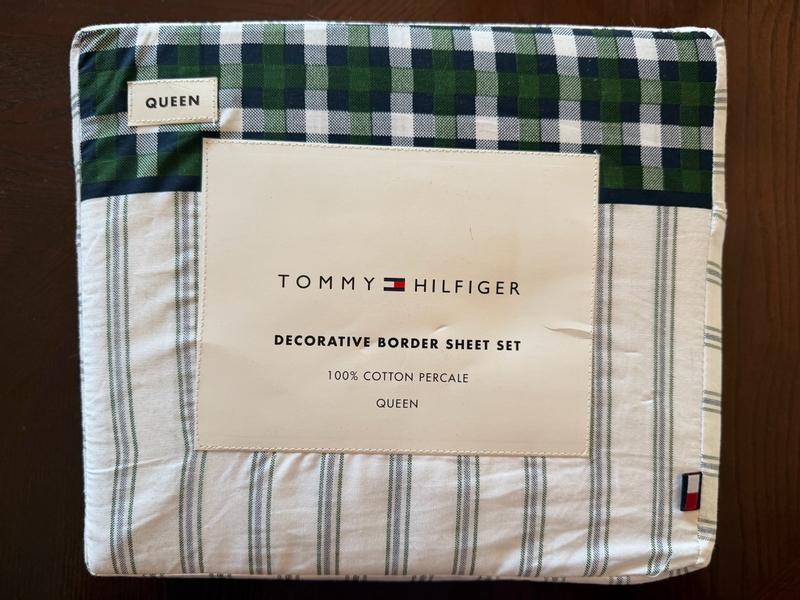 QUEEN
TOMMY HILFIGER
DECORATIVE BORDER SHEET SET
100% COTTON PERCALE
QUEEN